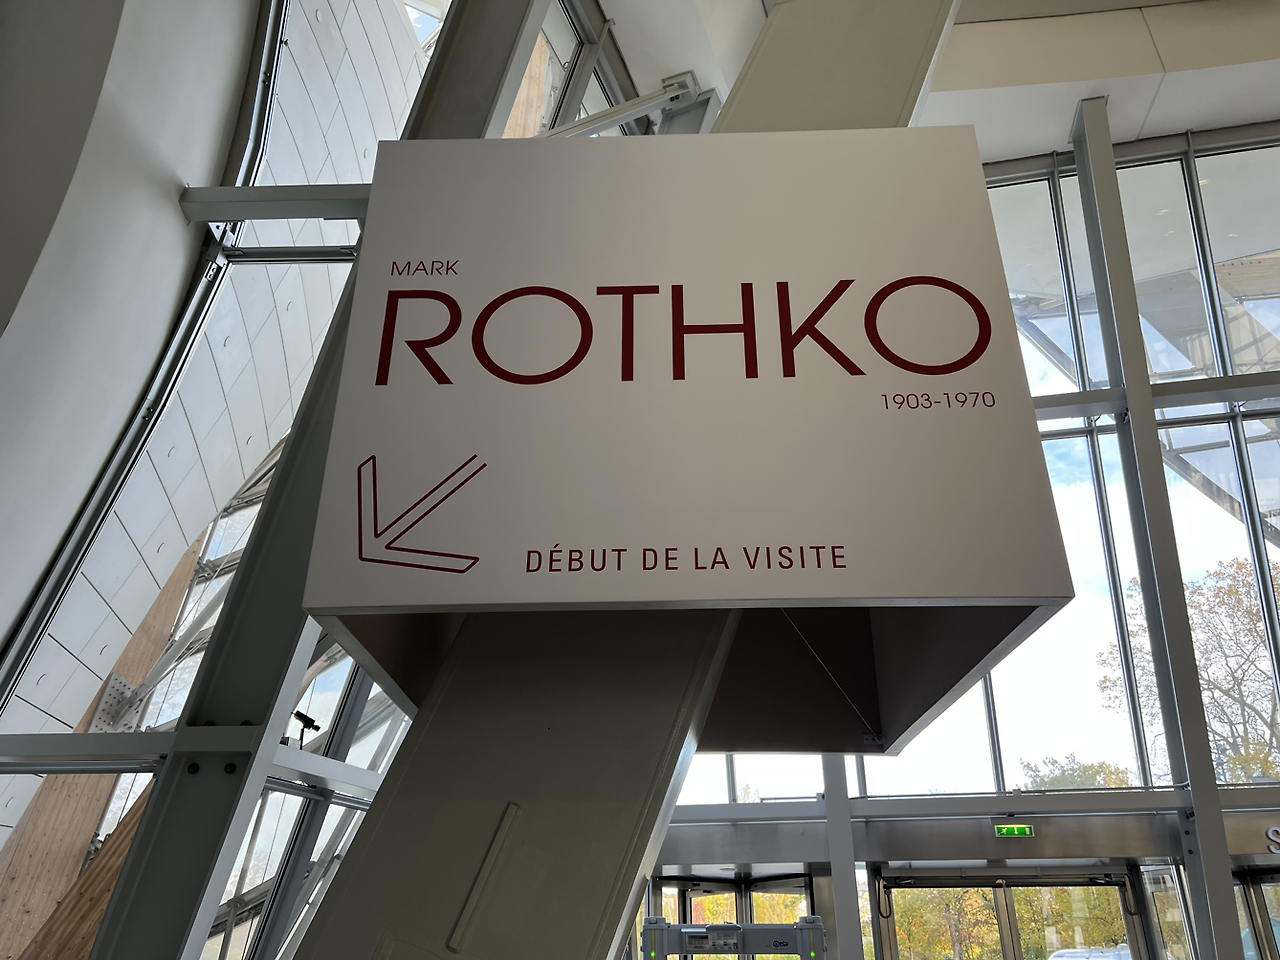 MARK
ROTHKO
1903-1970
DÉBUT DE LA VISITE